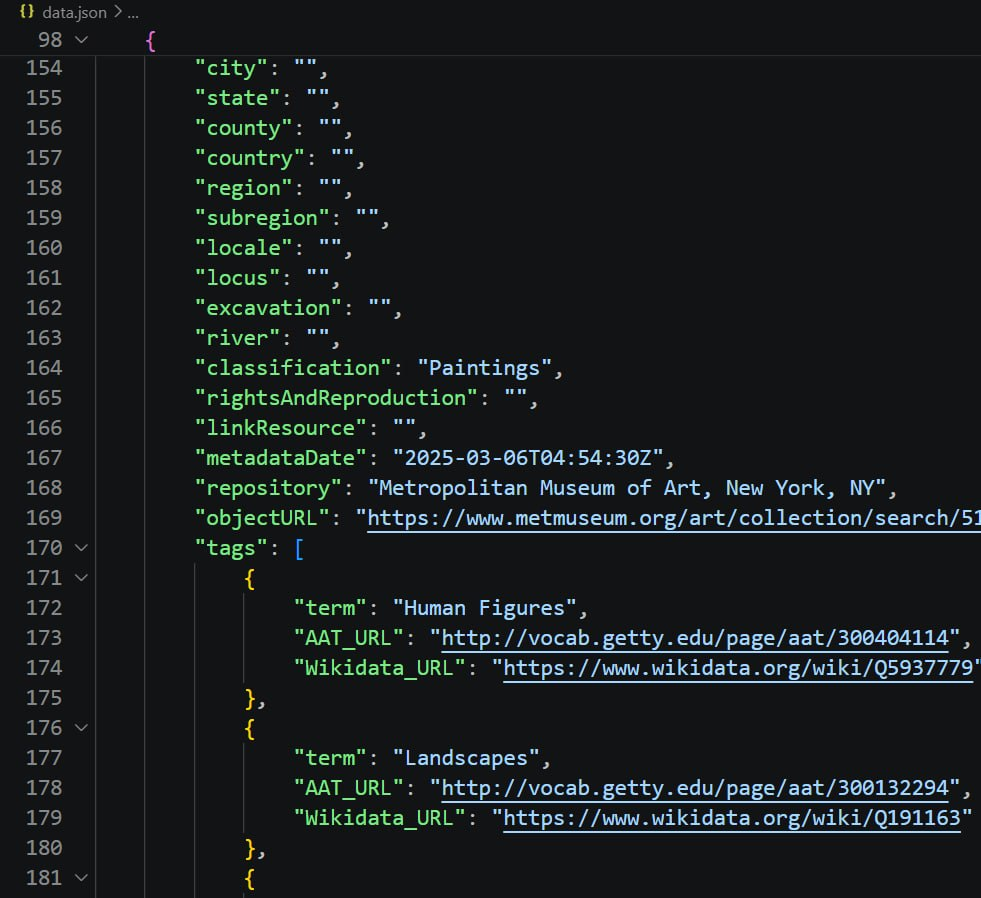 {} data.json > ...
98 {
154 "city": "",
155 "state": "",
156 "county": "",
157 "country": "",
158 "region": "",
159 "subregion": "",
160 "locale": "",
161 "locus": "",
162 "excavation": "",
163 "river": "",
164 "classification": "Paintings",
165 "rightsAndReproduction": "",
166 "linkResource": "",
167 "metadataDate": "2025-03-06T04:54:30Z",
168 "repository": "Metropolitan Museum of Art, New York, NY",
169 "objectURL": "https://www.metmuseum.org/art/collection/search/51
170 "tags": [
171 {
172 "term": "Human Figures",
173 "AAT_URL": "http://vocab.getty.edu/page/aat/300404114",
174 "Wikidata_URL": "https://www.wikidata.org/wiki/Q5937779"
175 },
176 {
177 "term": "Landscapes",
178 "AAT_URL": "http://vocab.getty.edu/page/aat/300132294",
179 "Wikidata_URL": "https://www.wikidata.org/wiki/Q191163"
180 },
181 {